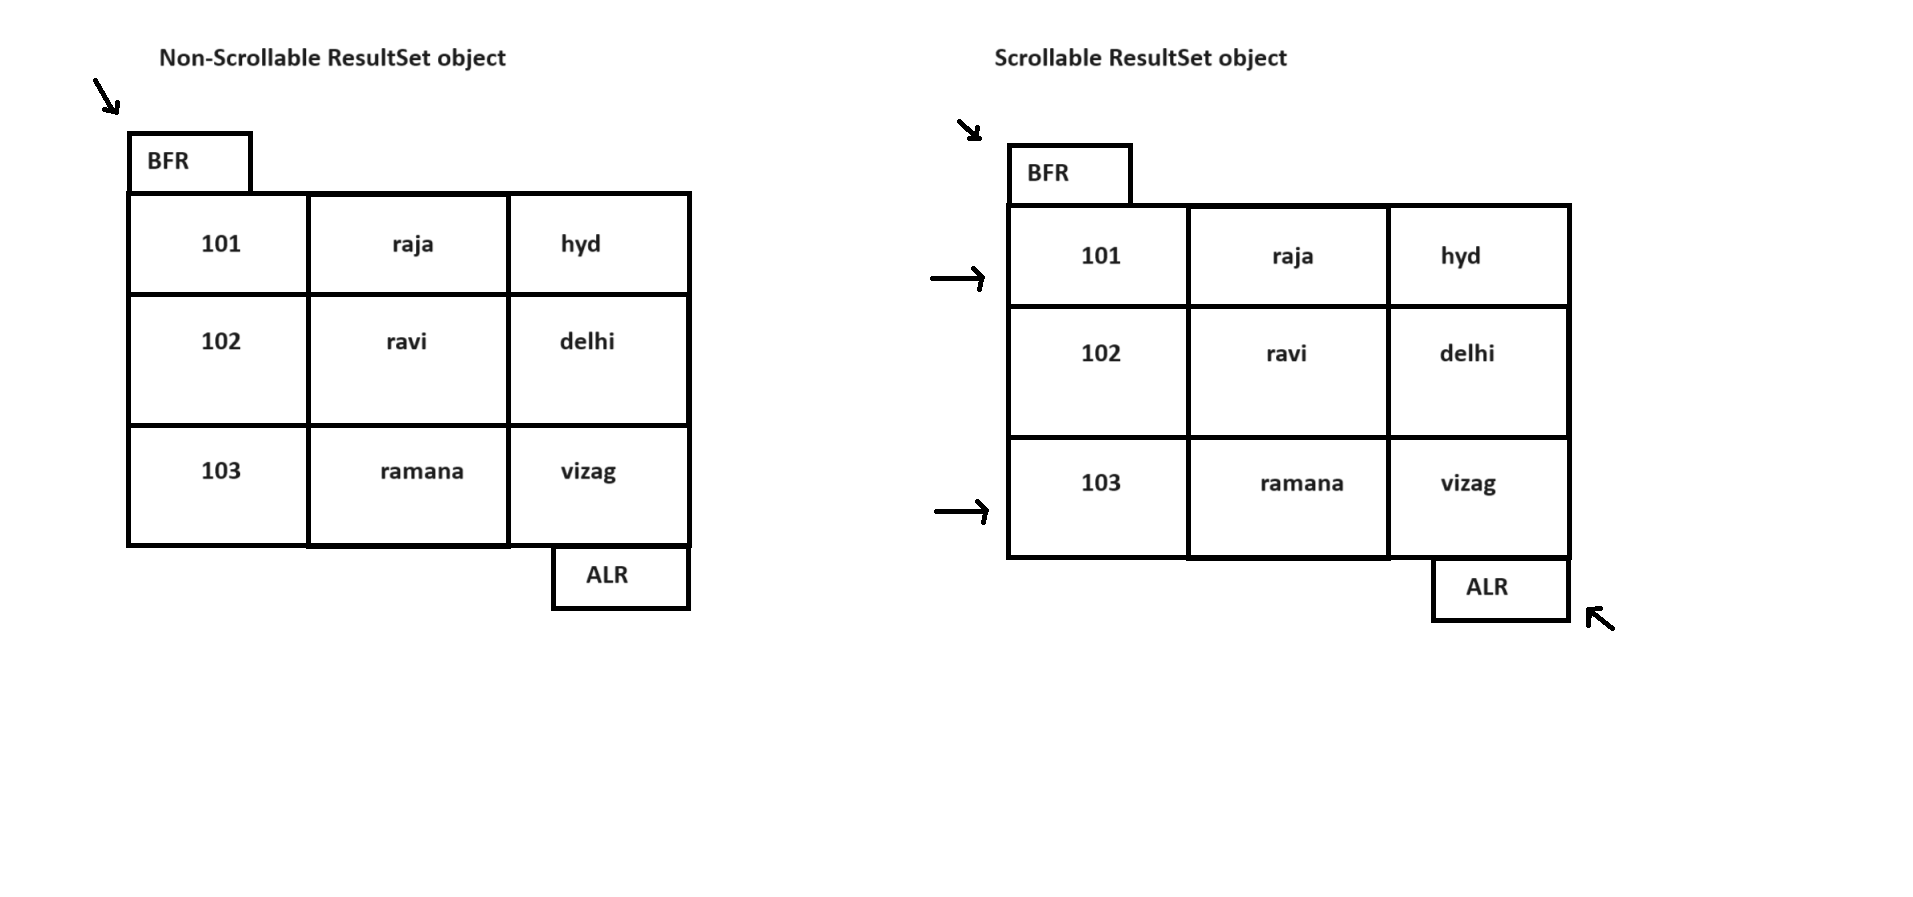 Non-Scrollable ResultSet object
BFR
101 raja hyd
102 ravi delhi
103 ramana vizag
ALR
Scrollable ResultSet object
BFR
101 raja hyd
102 ravi delhi
103 ramana vizag
ALR